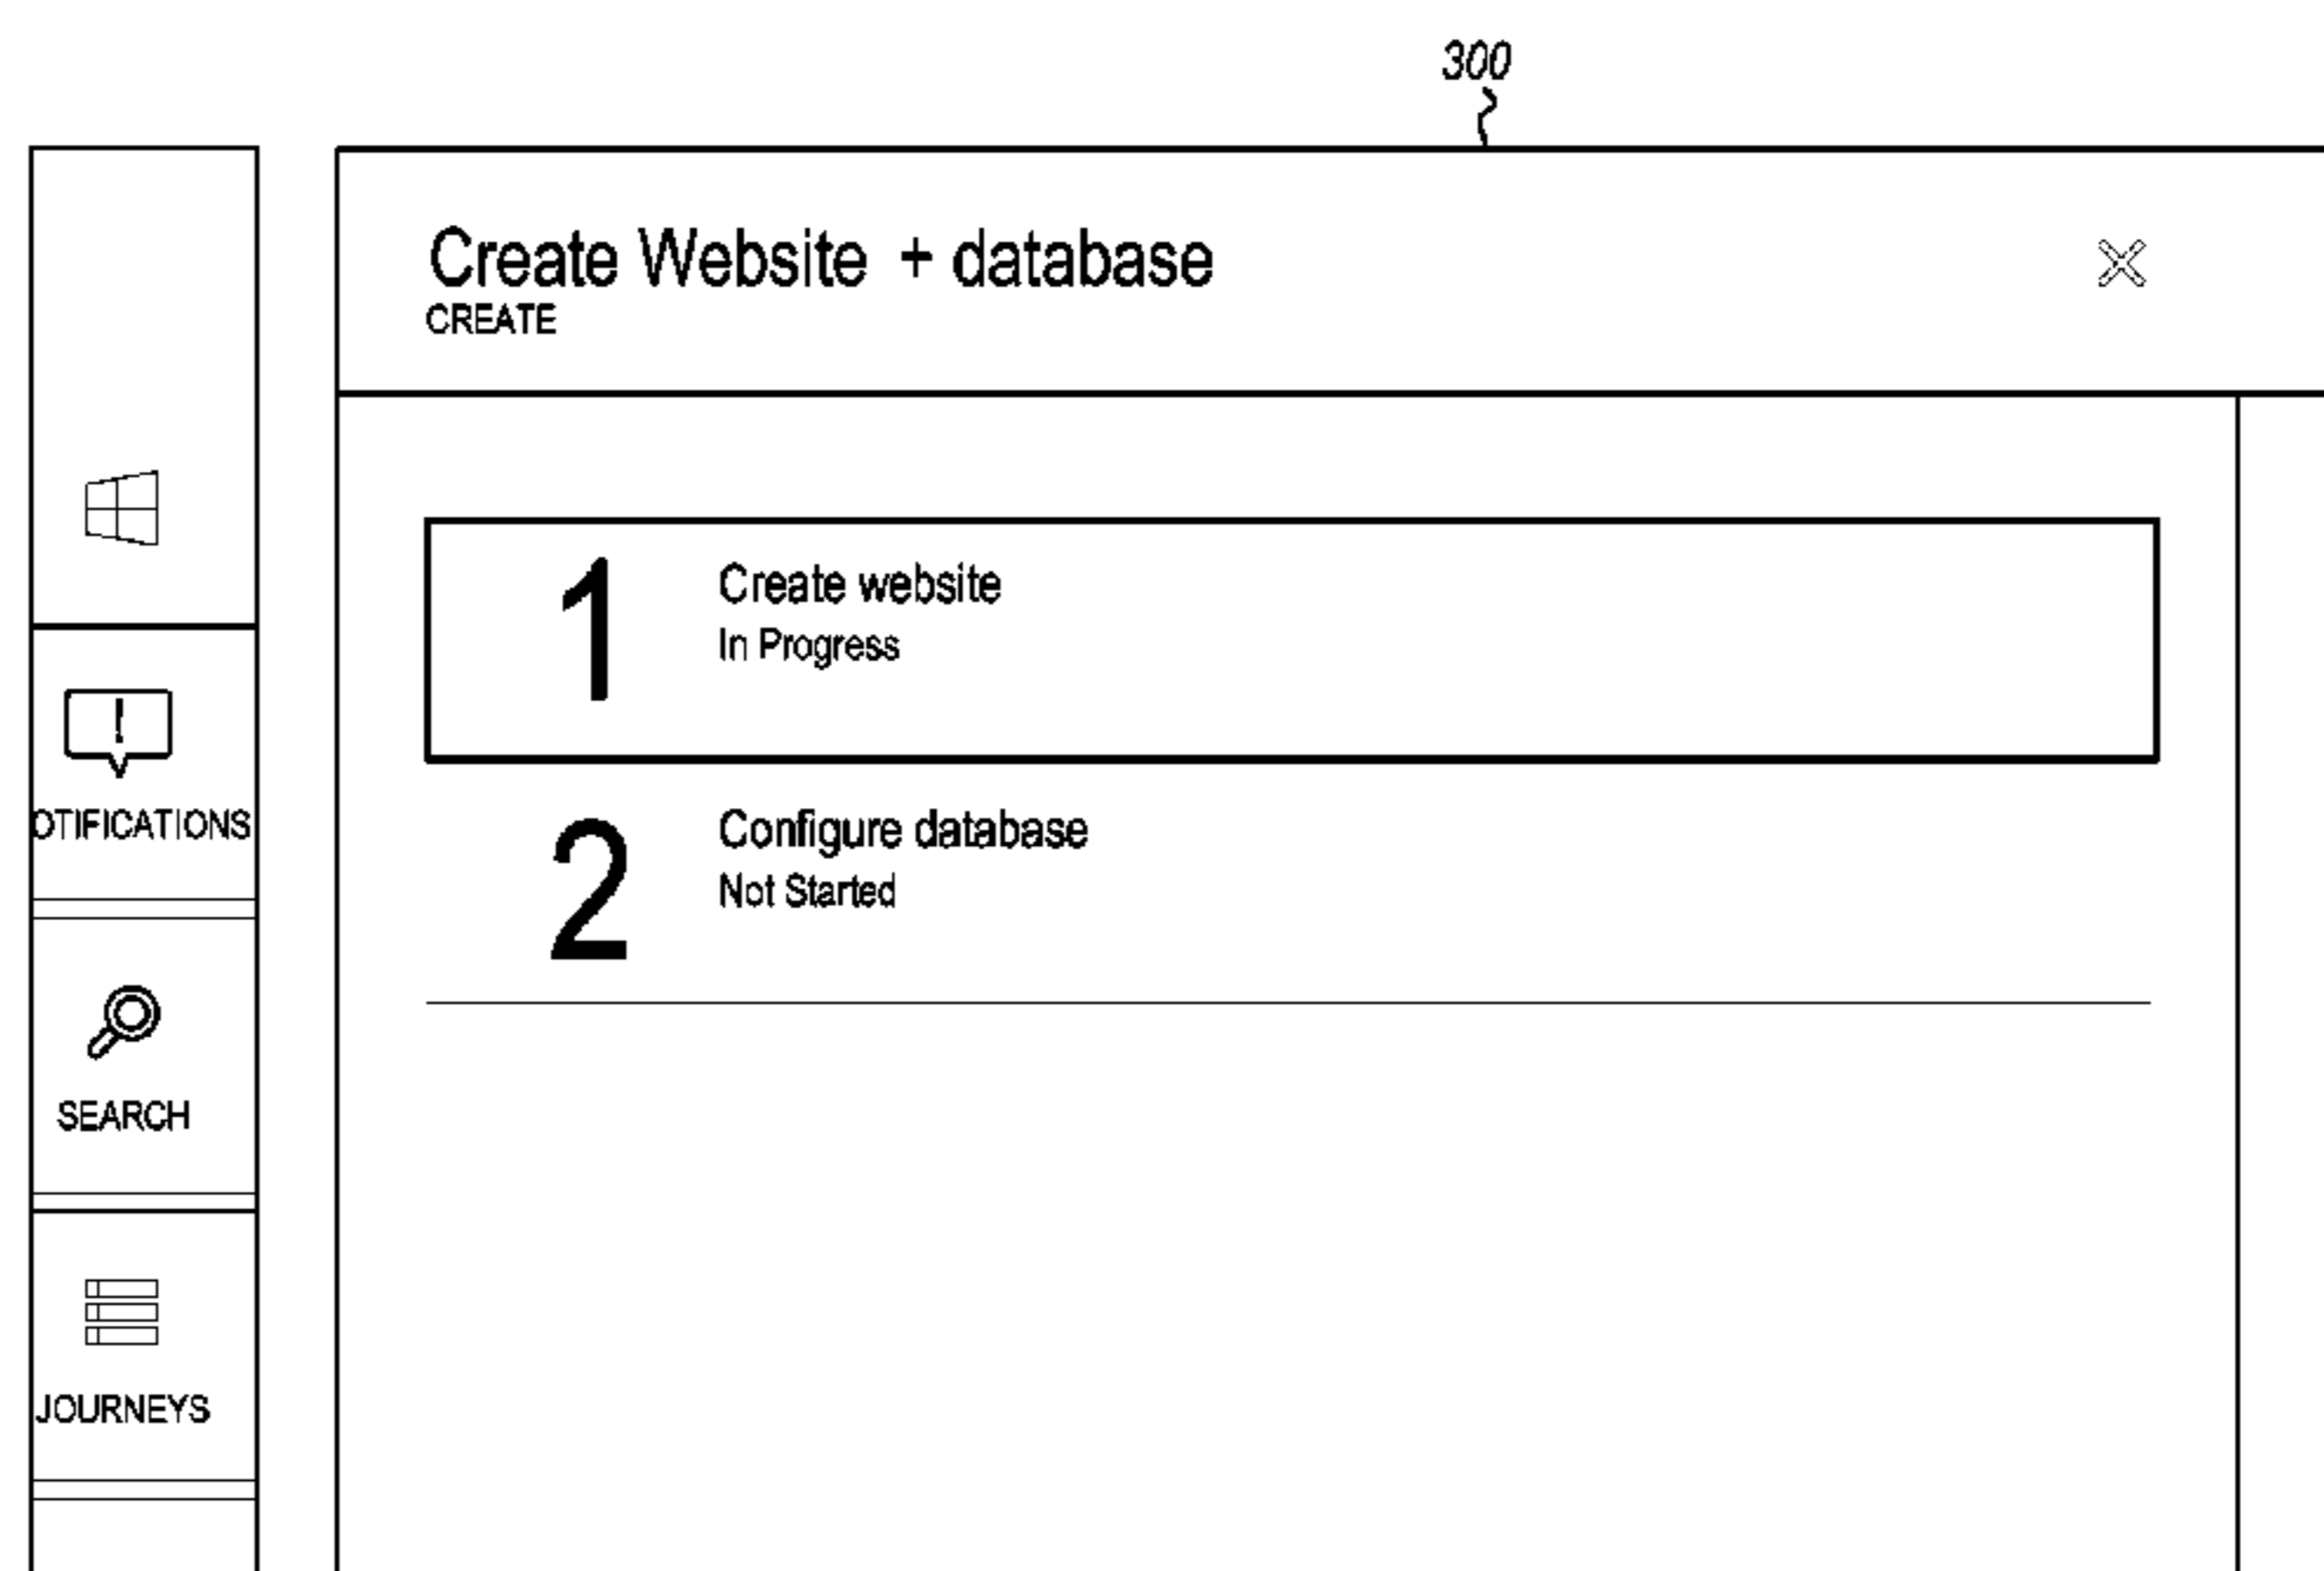 300
Create Website + database
CREATE
1
Create website
In Progress
2
Configure database
Not Started
!
OTIFICATIONS
SEARCH
JOURNEYS